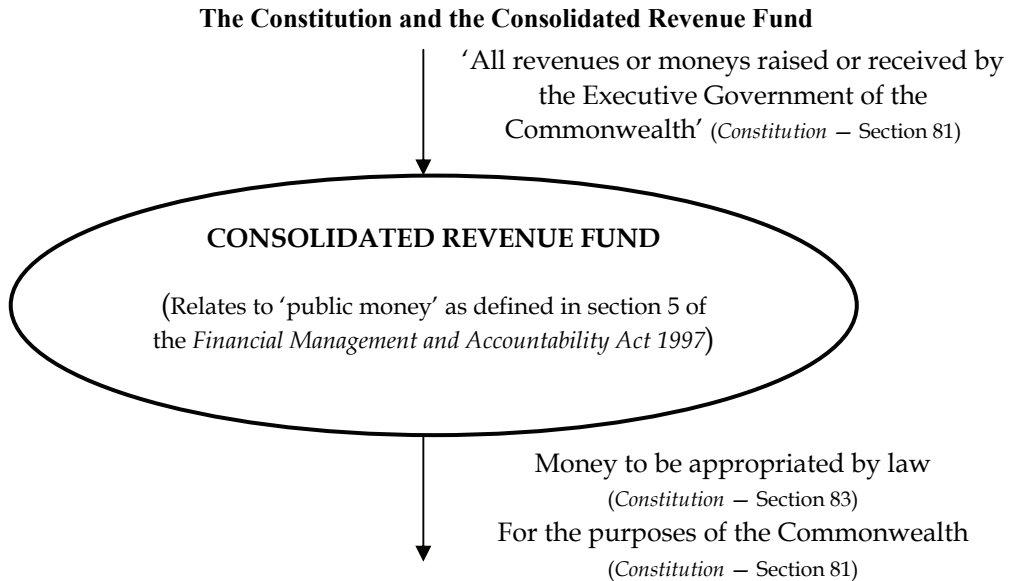 The Constitution and the Consolidated Revenue Fund
‘All revenues or moneys raised or received by
the Executive Government of the
Commonwealth’ (Constitution — Section 81)
CONSOLIDATED REVENUE FUND
(Relates to ‘public money’ as defined in section 5 of
the Financial Management and Accountability Act 1997)
Money to be appropriated by law
(Constitution — Section 83)
For the purposes of the Commonwealth
(Constitution — Section 81)